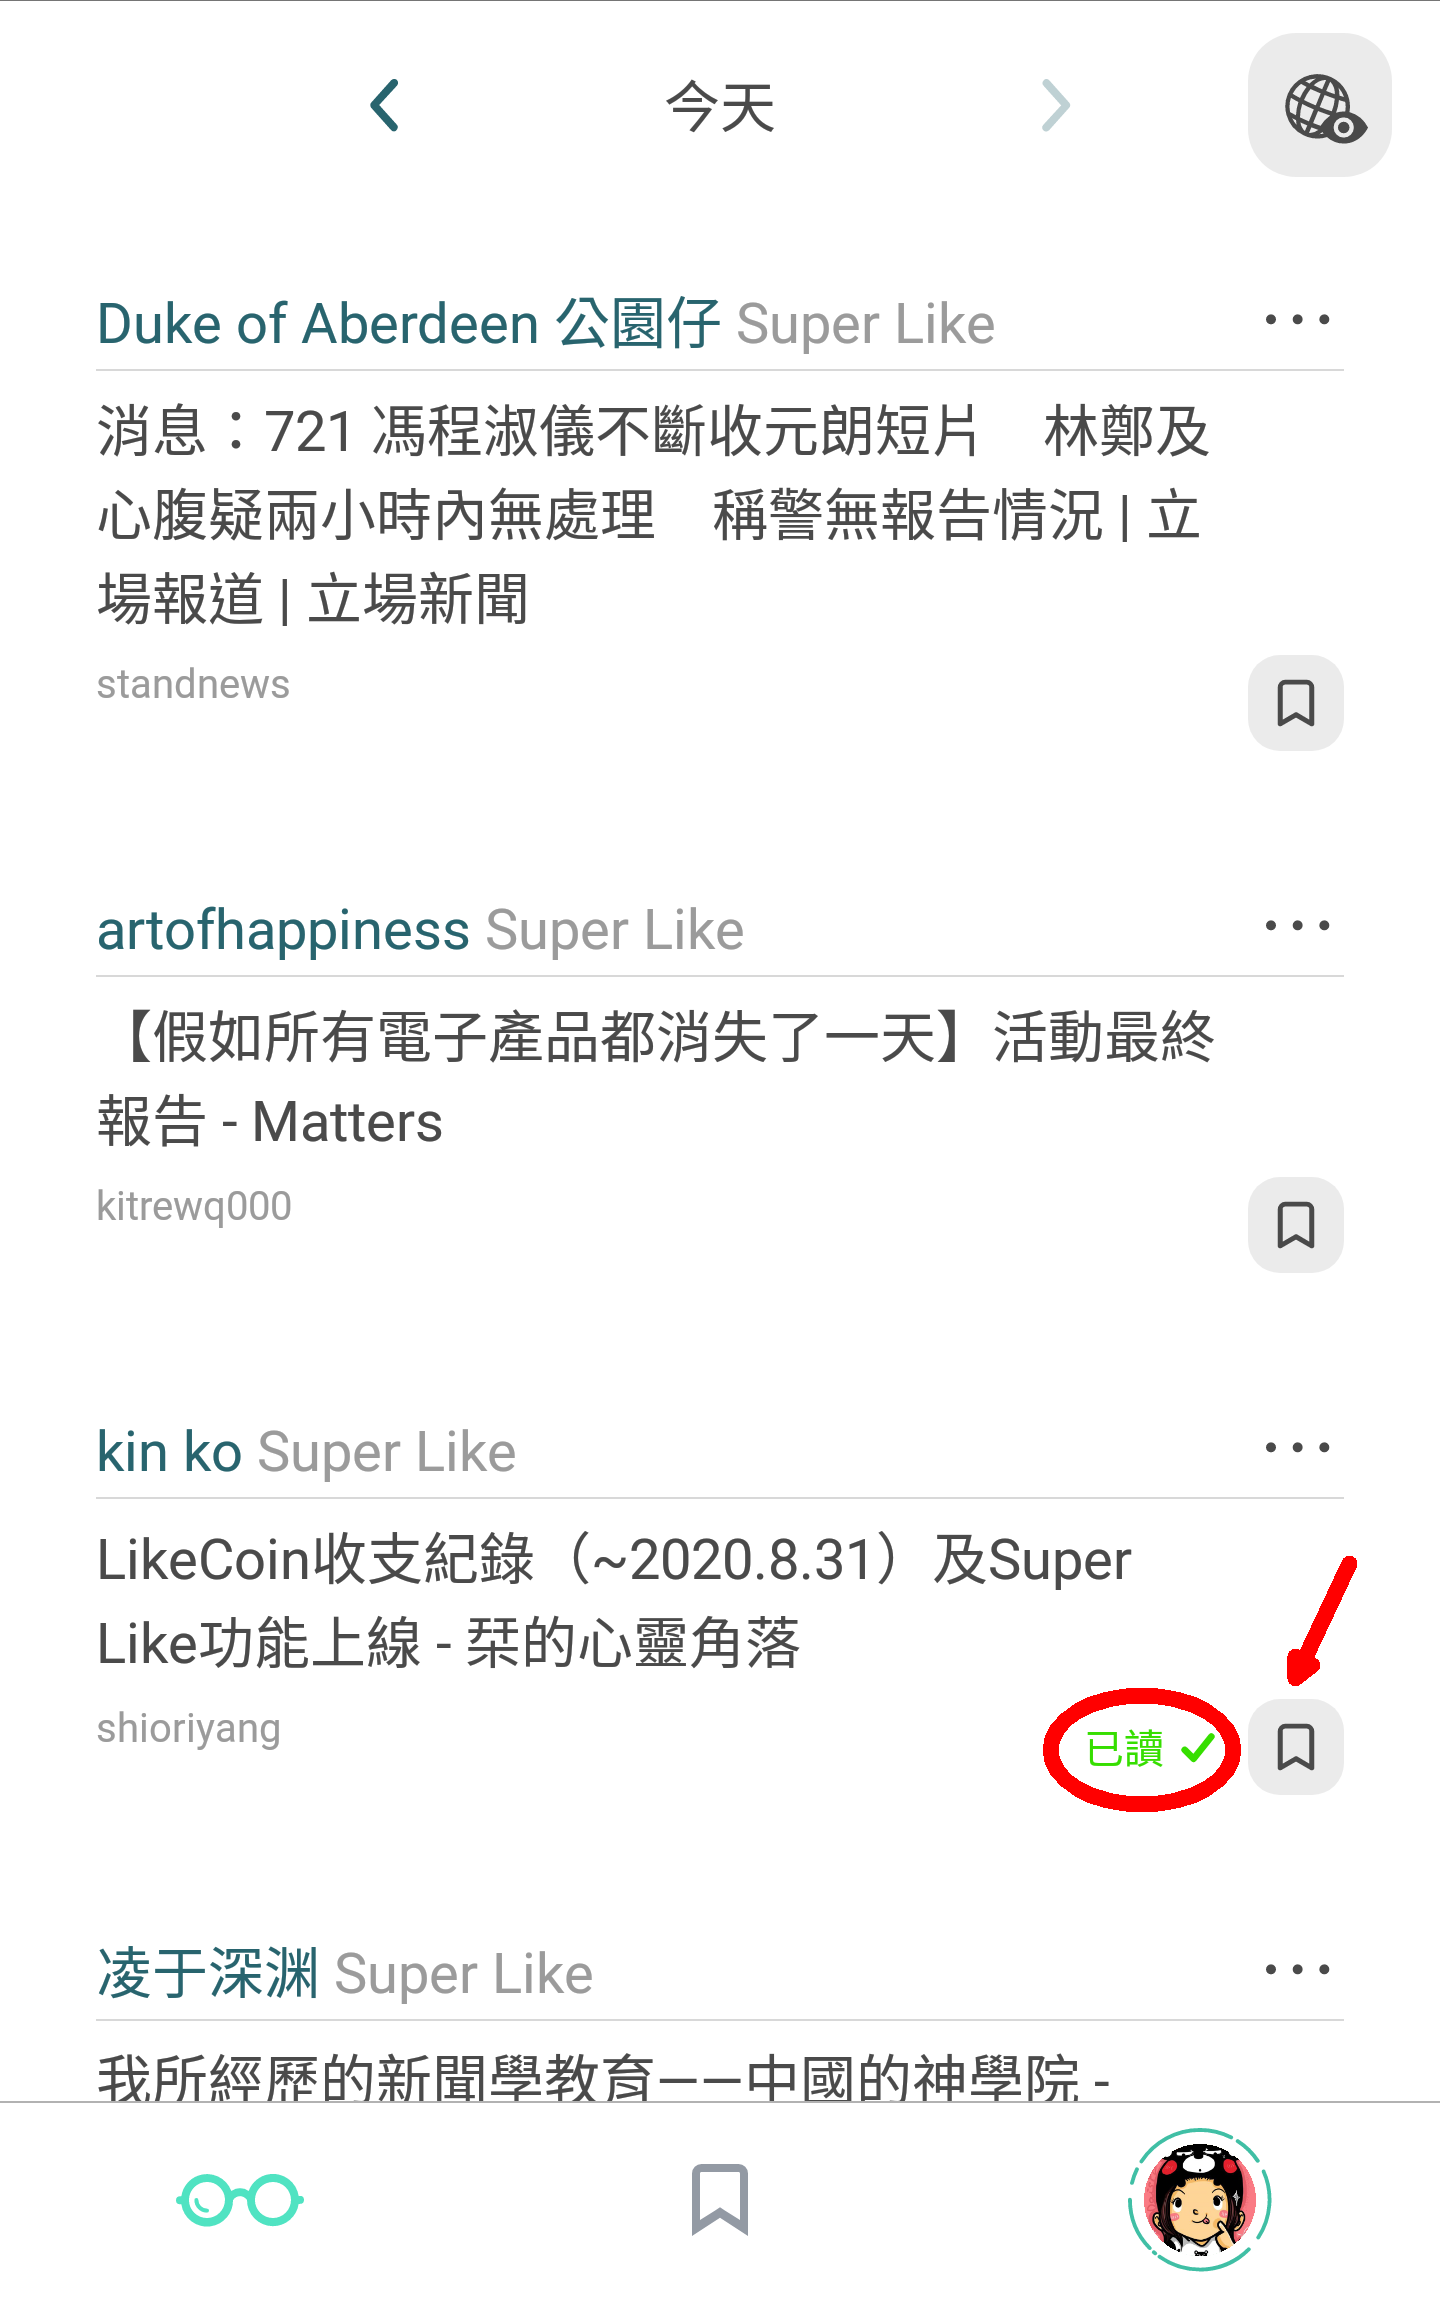 今天
Duke of Aberdeen 公園仔 Super Like
消息：721 馮程淑儀不斷收元朗短片　林鄭及
心腹疑兩小時內無處理　稱警無報告情況 | 立
場報道 | 立場新聞
standnews
artofhappiness Super Like
【假如所有電子產品都消失了一天】活動最終
報告 - Matters
kitrewq000
kin ko Super Like
LikeCoin收支紀錄（~2020.8.31）及Super
Like功能上線 - 栞的心靈角落
shioriyang
已讀
凌于深渊 Super Like
我所經歷的新聞學教育——中國的神學院 -